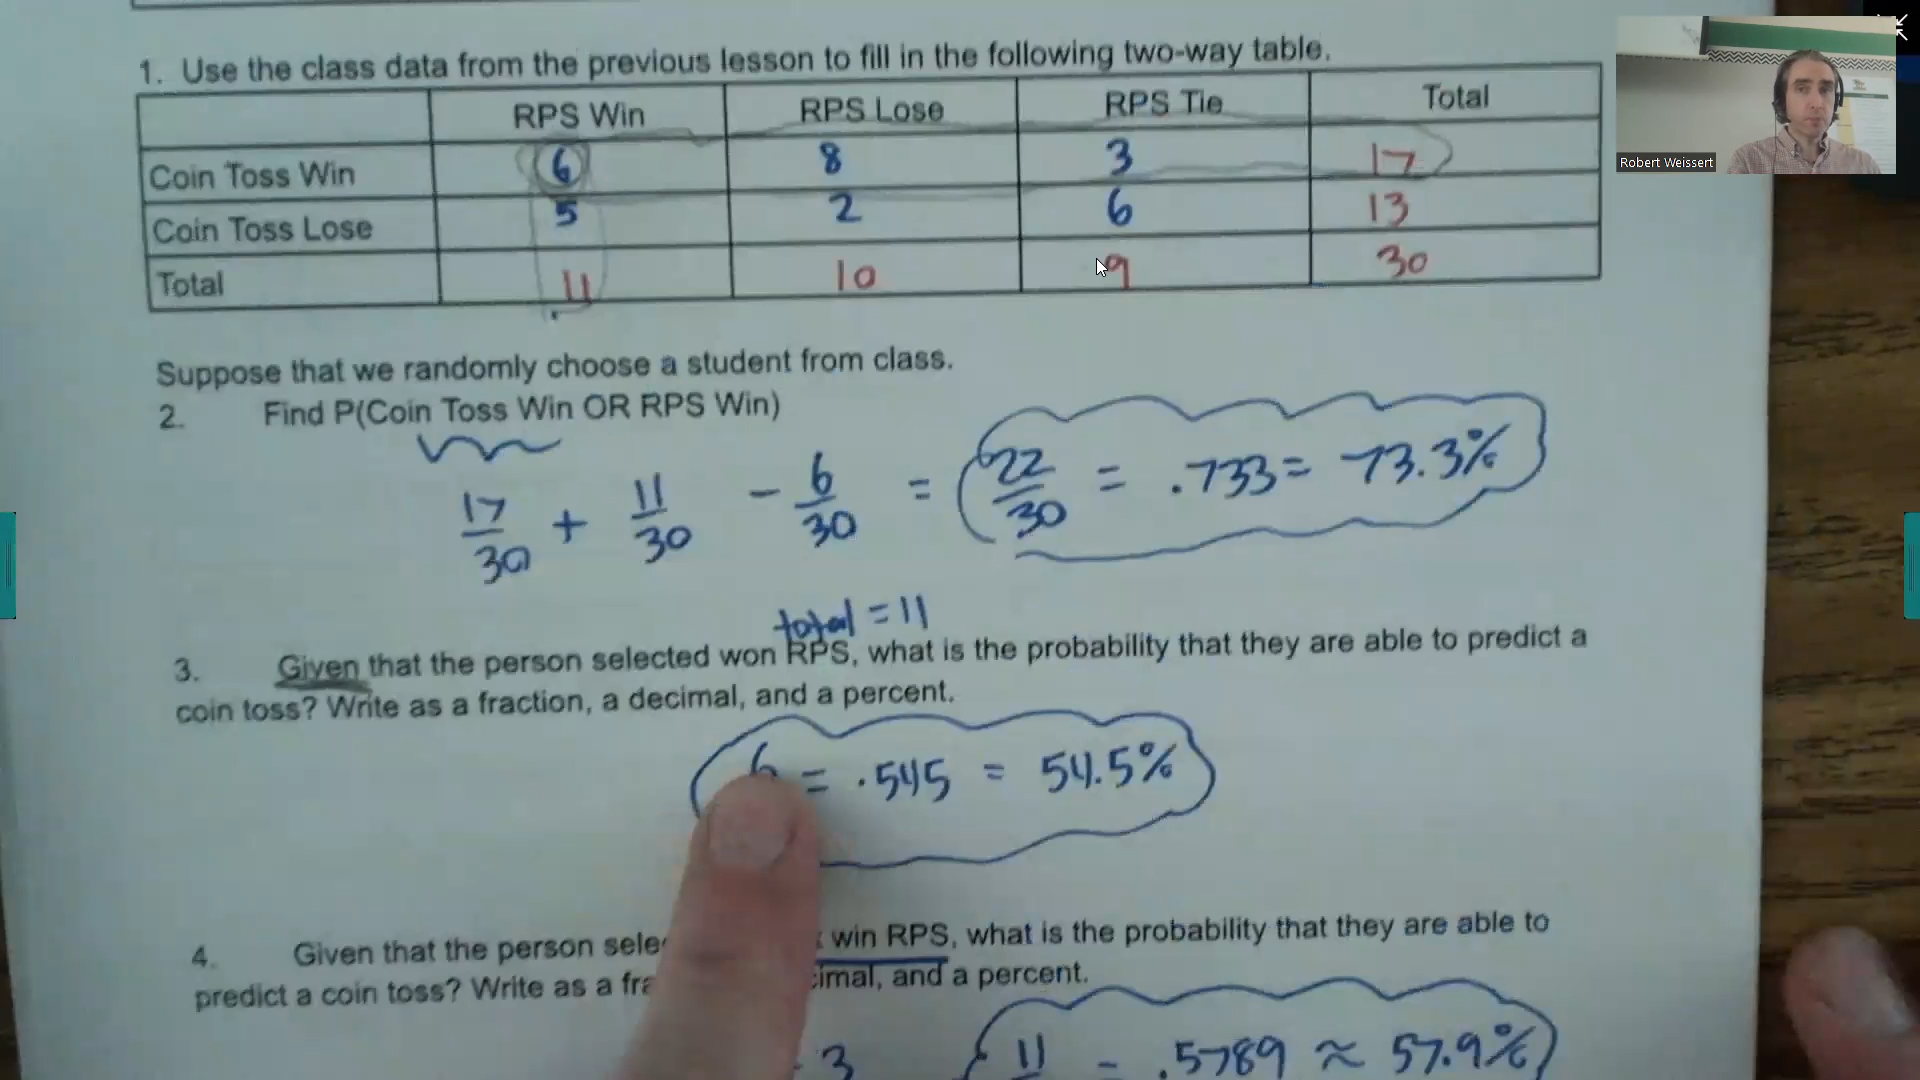 1. Use the class data from the previous lesson to fill in the following two-way table.
RPS Win RPS Lose RPS Tie Total
Coin Toss Win 6 8 3 17
Coin Toss Lose 5 2 6 13
Total 11 10 9 30
Robert Weissert
Suppose that we randomly choose a student from class.
2. Find P(Coin Toss Win OR RPS Win)
17/30 + 11/30 - 6/30 = 22/30 = .733 = 73.3%
total = 11
3. Given that the person selected won RPS, what is the probability that they are able to predict a
coin toss? Write as a fraction, a decimal, and a percent.
6 = .545 = 54.5%
4. Given that the person win RPS, what is the probability that they are able to
predict a coin toss? Write as a and a percent.
3 11 = .5789 ≈ 57.9%